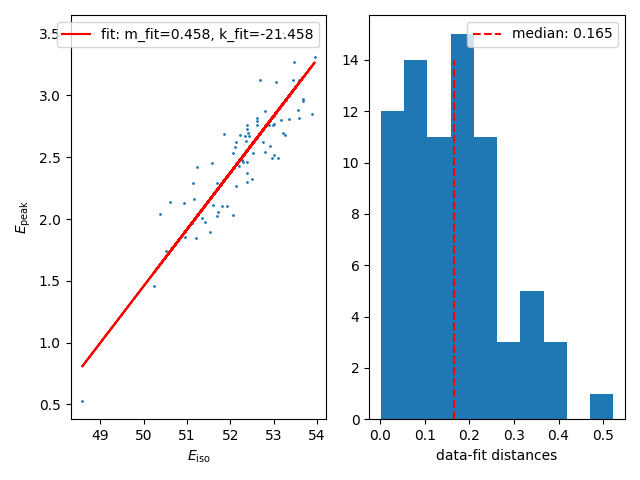 fit: m_fit=0.458, k_fit=-21.458
3.5
3.0
2.5
2.0
1.5
1.0
0.5
E_peak
49 50 51 52 53 54
E_iso
median: 0.165
14
12
10
8
6
4
2
0
0.0 0.1 0.2 0.3 0.4 0.5
data-fit distances